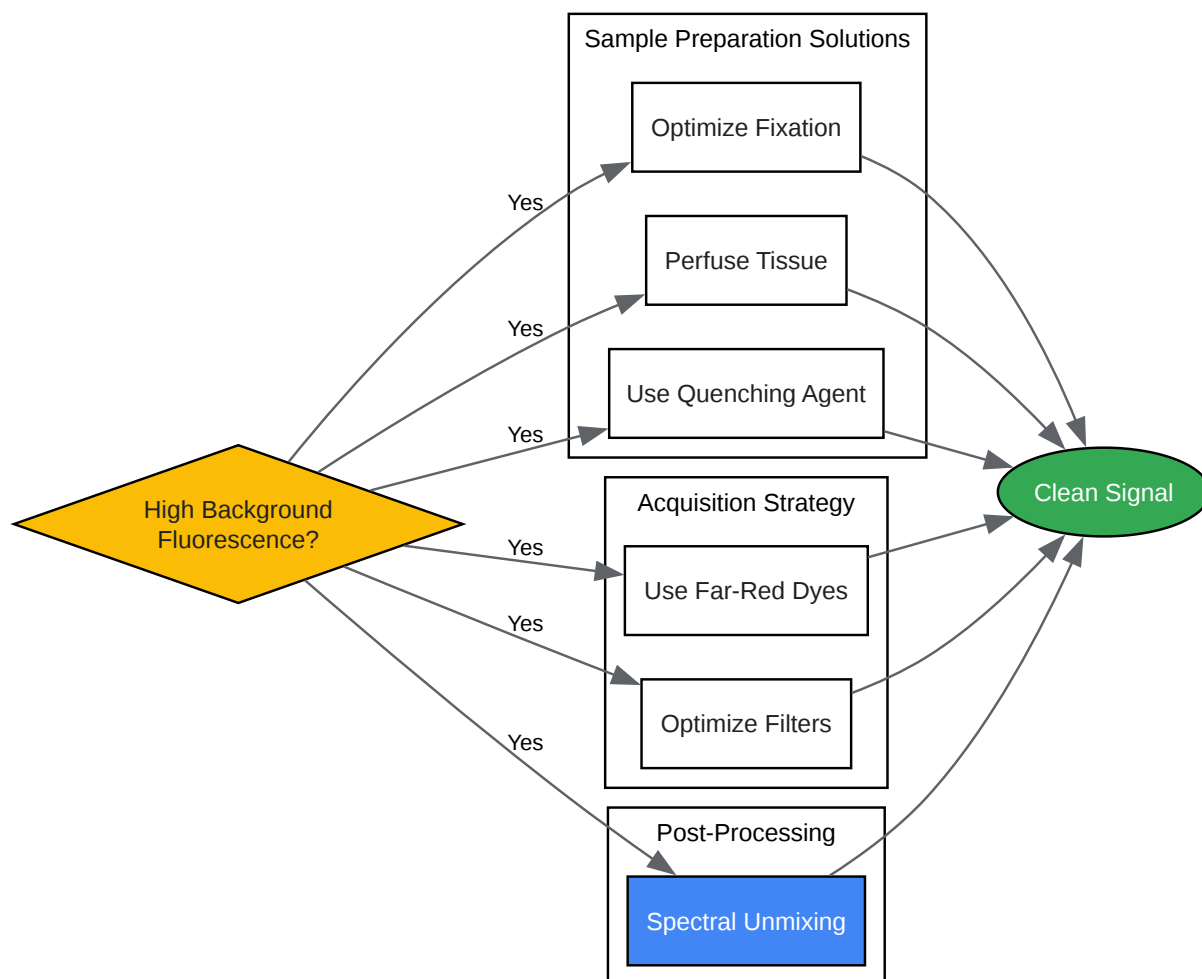 Sample Preparation Solutions
Optimize Fixation
Yes
Perfuse Tissue
Yes
Use Quenching Agent
Yes
High Background
Fluorescence?
Clean Signal
Acquisition Strategy
Yes
Use Far-Red Dyes
Yes
Optimize Filters
Yes
Post-Processing
Spectral Unmixing